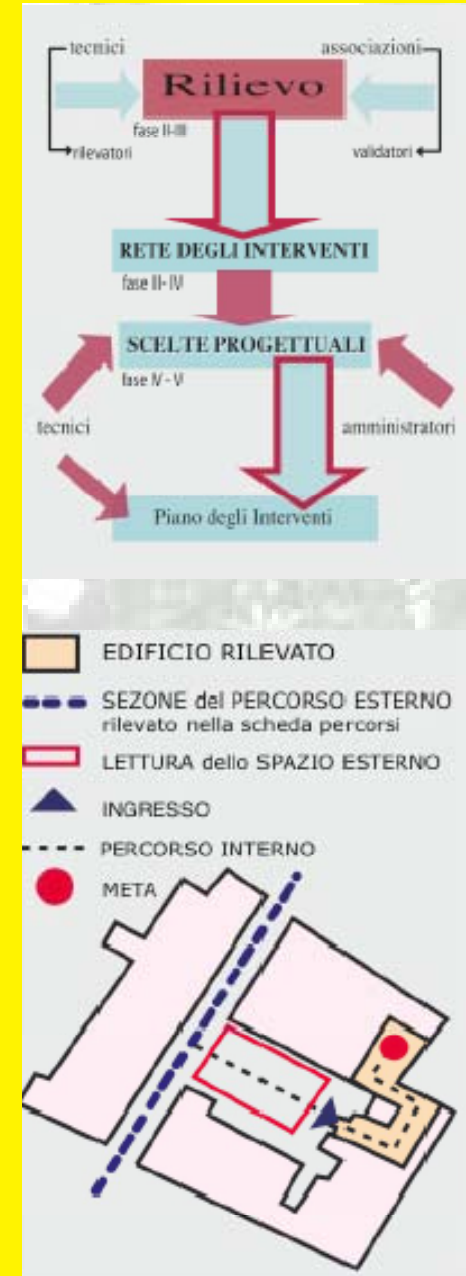 tecnici associazioni
Rilievo
fase II-III
rilevatori validatori
RETE DEGLI INTERVENTI
fase III- IV
SCELTE PROGETTUALI
fase IV - V
tecnici amministratori
Piano degli Interventi
EDIFICIO RILEVATO
SEZONE del PERCORSO ESTERNO
rilevato nella scheda percorsi
LETTURA dello SPAZIO ESTERNO
INGRESSO
PERCORSO INTERNO
META